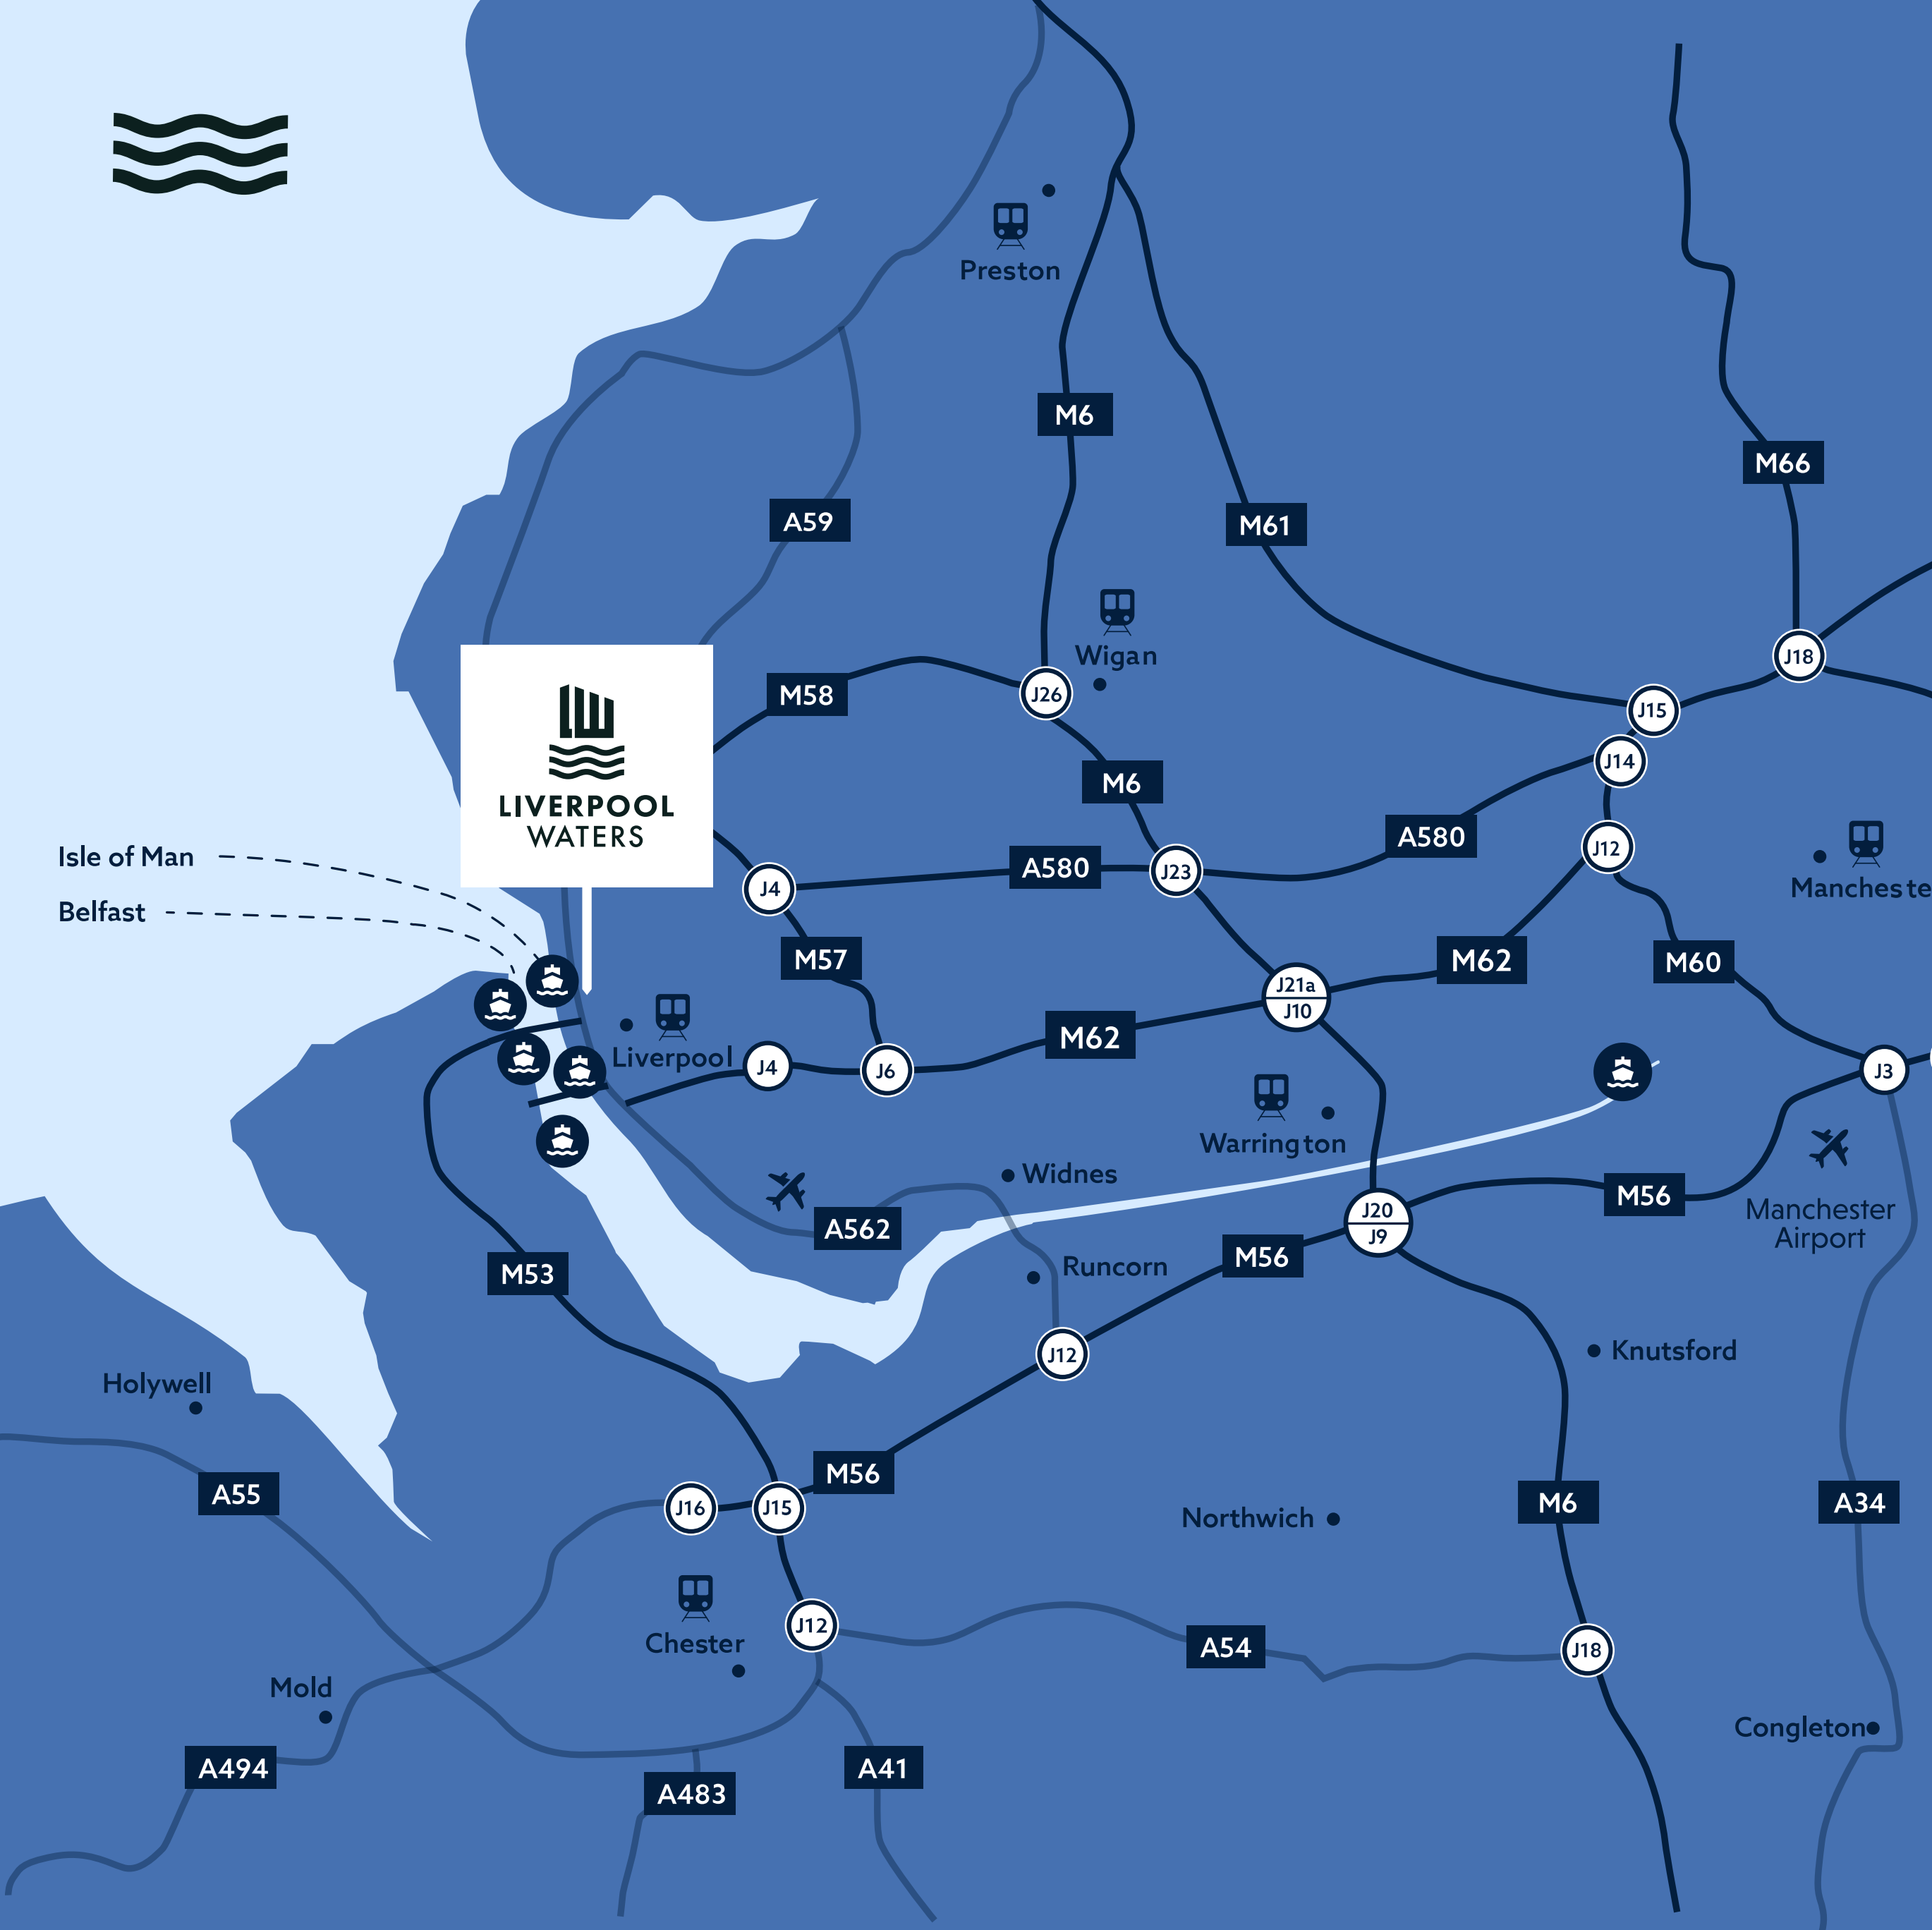 Preston
M6
M66
A59
M61
Wigan
J18
M58
J26
J15
J14
M6
LIVERPOOL
WATERS
A580
J12
Isle of Man
A580
J23
J4
Mancheste
Belfast
M57
M62
M60
J21a
J10
M62
Liverpool
J4
J6
J3
Warrington
Widnes
M56
J20
J9
Manchester
Airport
A562
M56
Runcorn
M53
J12
Knutsford
Holywell
M56
A55
J16
J15
Northwich
M6
A34
J12
Chester
A54
J18
Mold
Congleton
A494
A41
A483